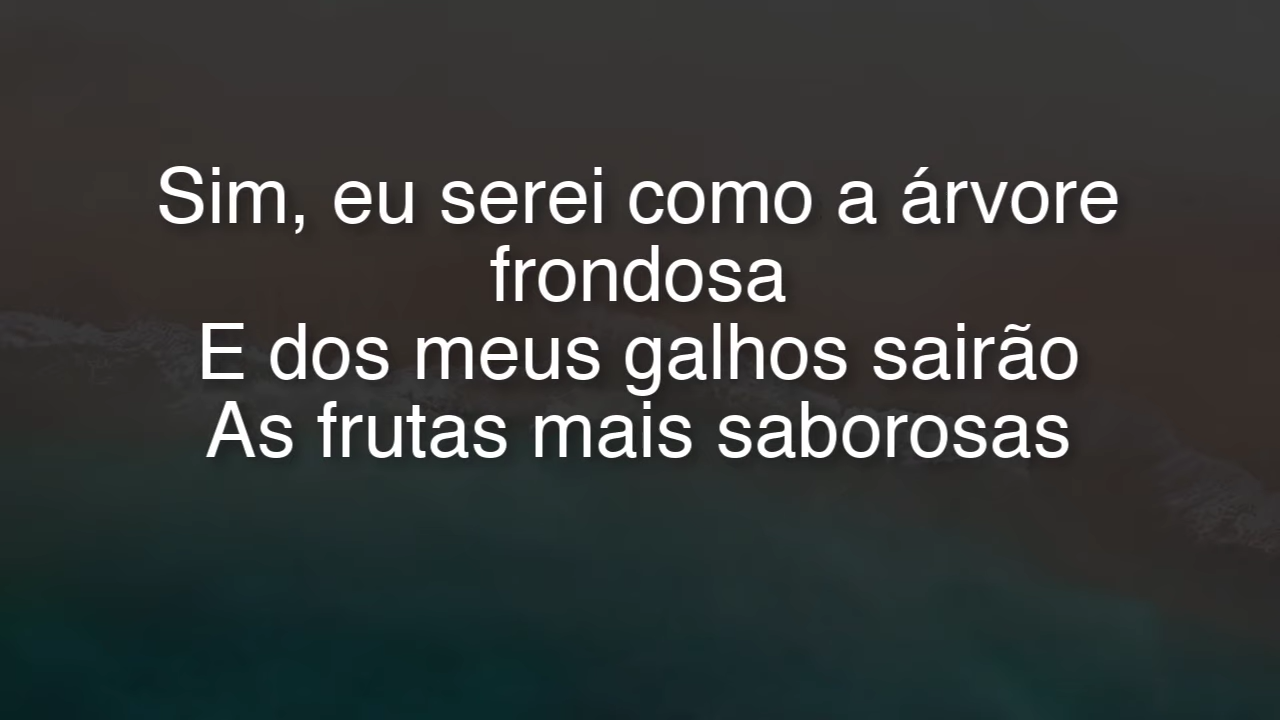 Sim, eu serei como a árvore
frondosa
E dos meus galhos sairão
As frutas mais saborosas